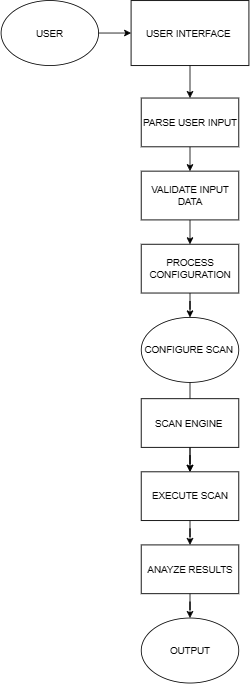 USER
USER INTERFACE
PARSE USER INPUT
VALIDATE INPUT
DATA
PROCESS
CONFIGURATION
CONFIGURE SCAN
SCAN ENGINE
EXECUTE SCAN
ANAYZE RESULTS
OUTPUT